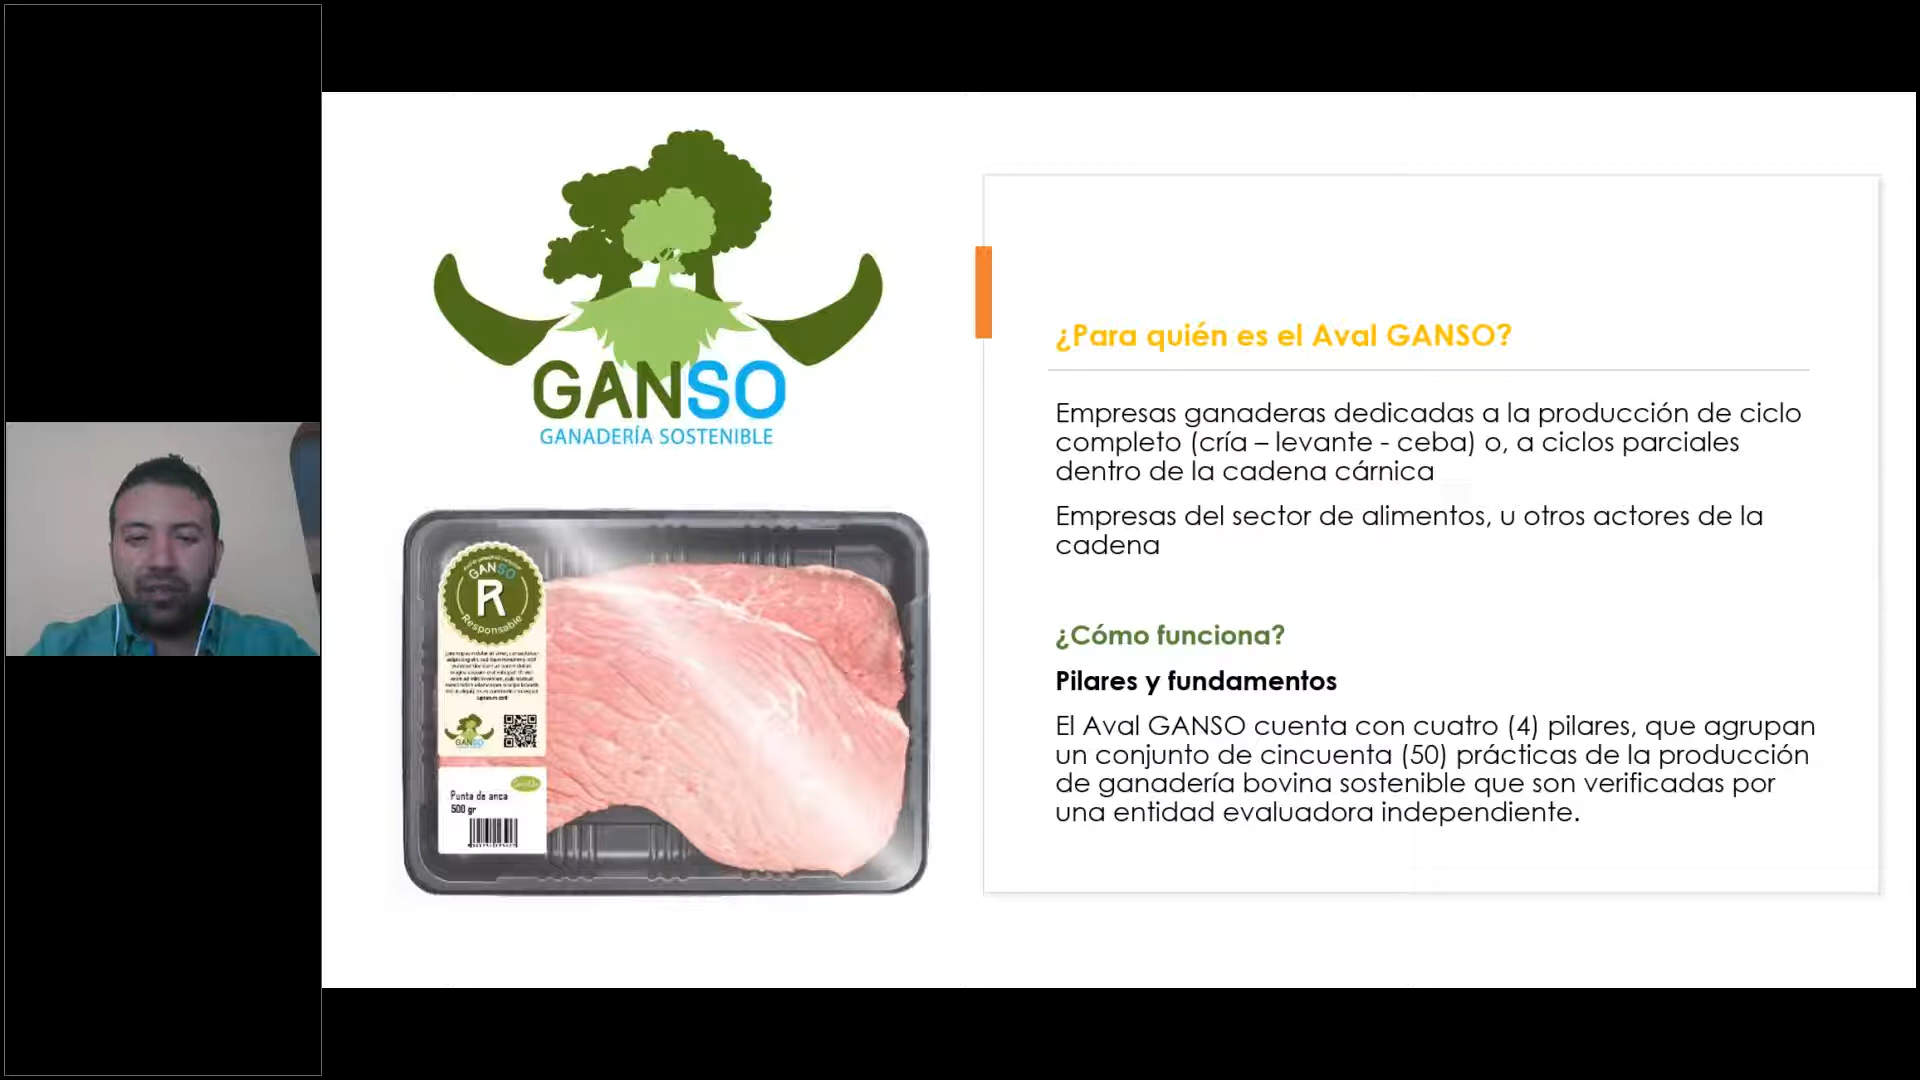 GANSO
GANADERÍA SOSTENIBLE
GANSO
R
Responsable
GANSO
Punta de anca
500 gr
¿Para quién es el Aval GANSO?
Empresas ganaderas dedicadas a la producción de ciclo
completo (cría – levante - ceba) o, a ciclos parciales
dentro de la cadena cárnica
Empresas del sector de alimentos, u otros actores de la
cadena
¿Cómo funciona?
Pilares y fundamentos
El Aval GANSO cuenta con cuatro (4) pilares, que agrupan
un conjunto de cincuenta (50) prácticas de la producción
de ganadería bovina sostenible que son verificadas por
una entidad evaluadora independiente.